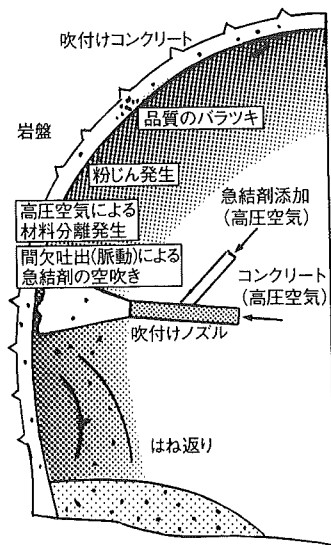 吹付けコンクリート
岩盤
品質のバラツキ
粉じん発生
高圧空気による
材料分離発生
間欠吐出(脈動)による
急結剤の空吹き
急結剤添加
(高圧空気)
コンクリート
(高圧空気)
吹付けノズル
はね返り